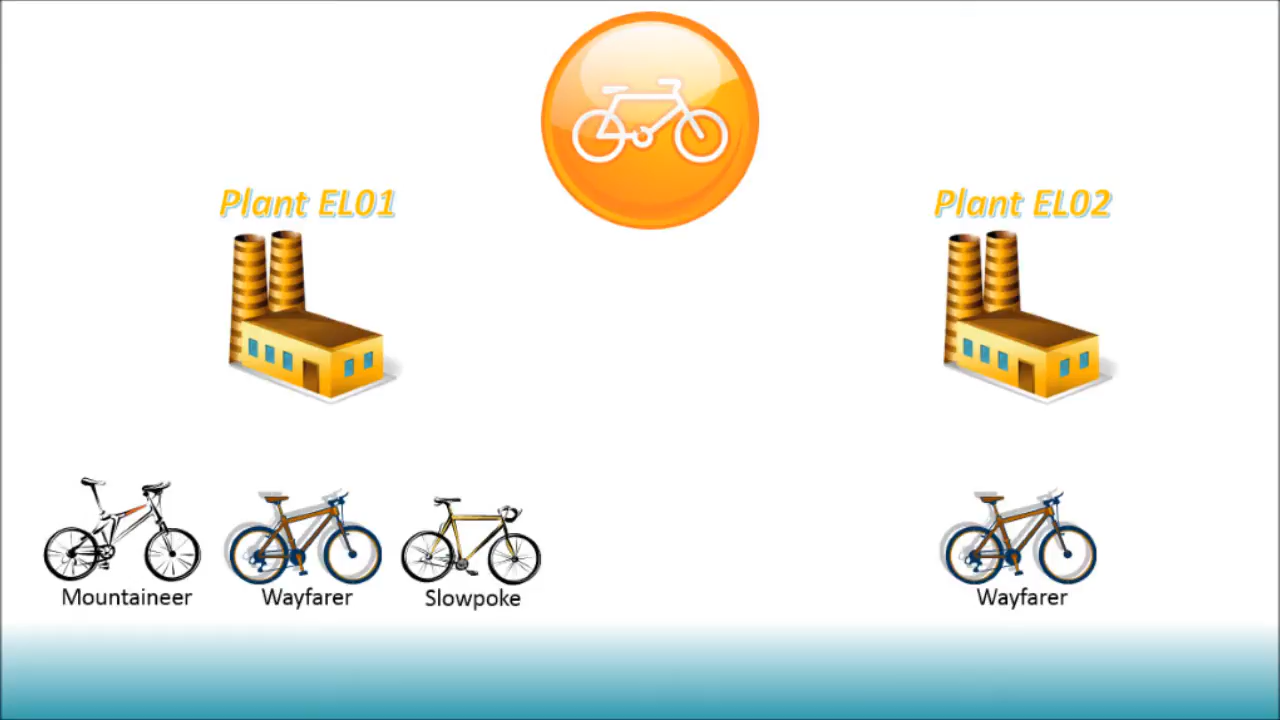 Plant EL01
Plant EL02
Mountaineer
Wayfarer
Slowpoke
Wayfarer